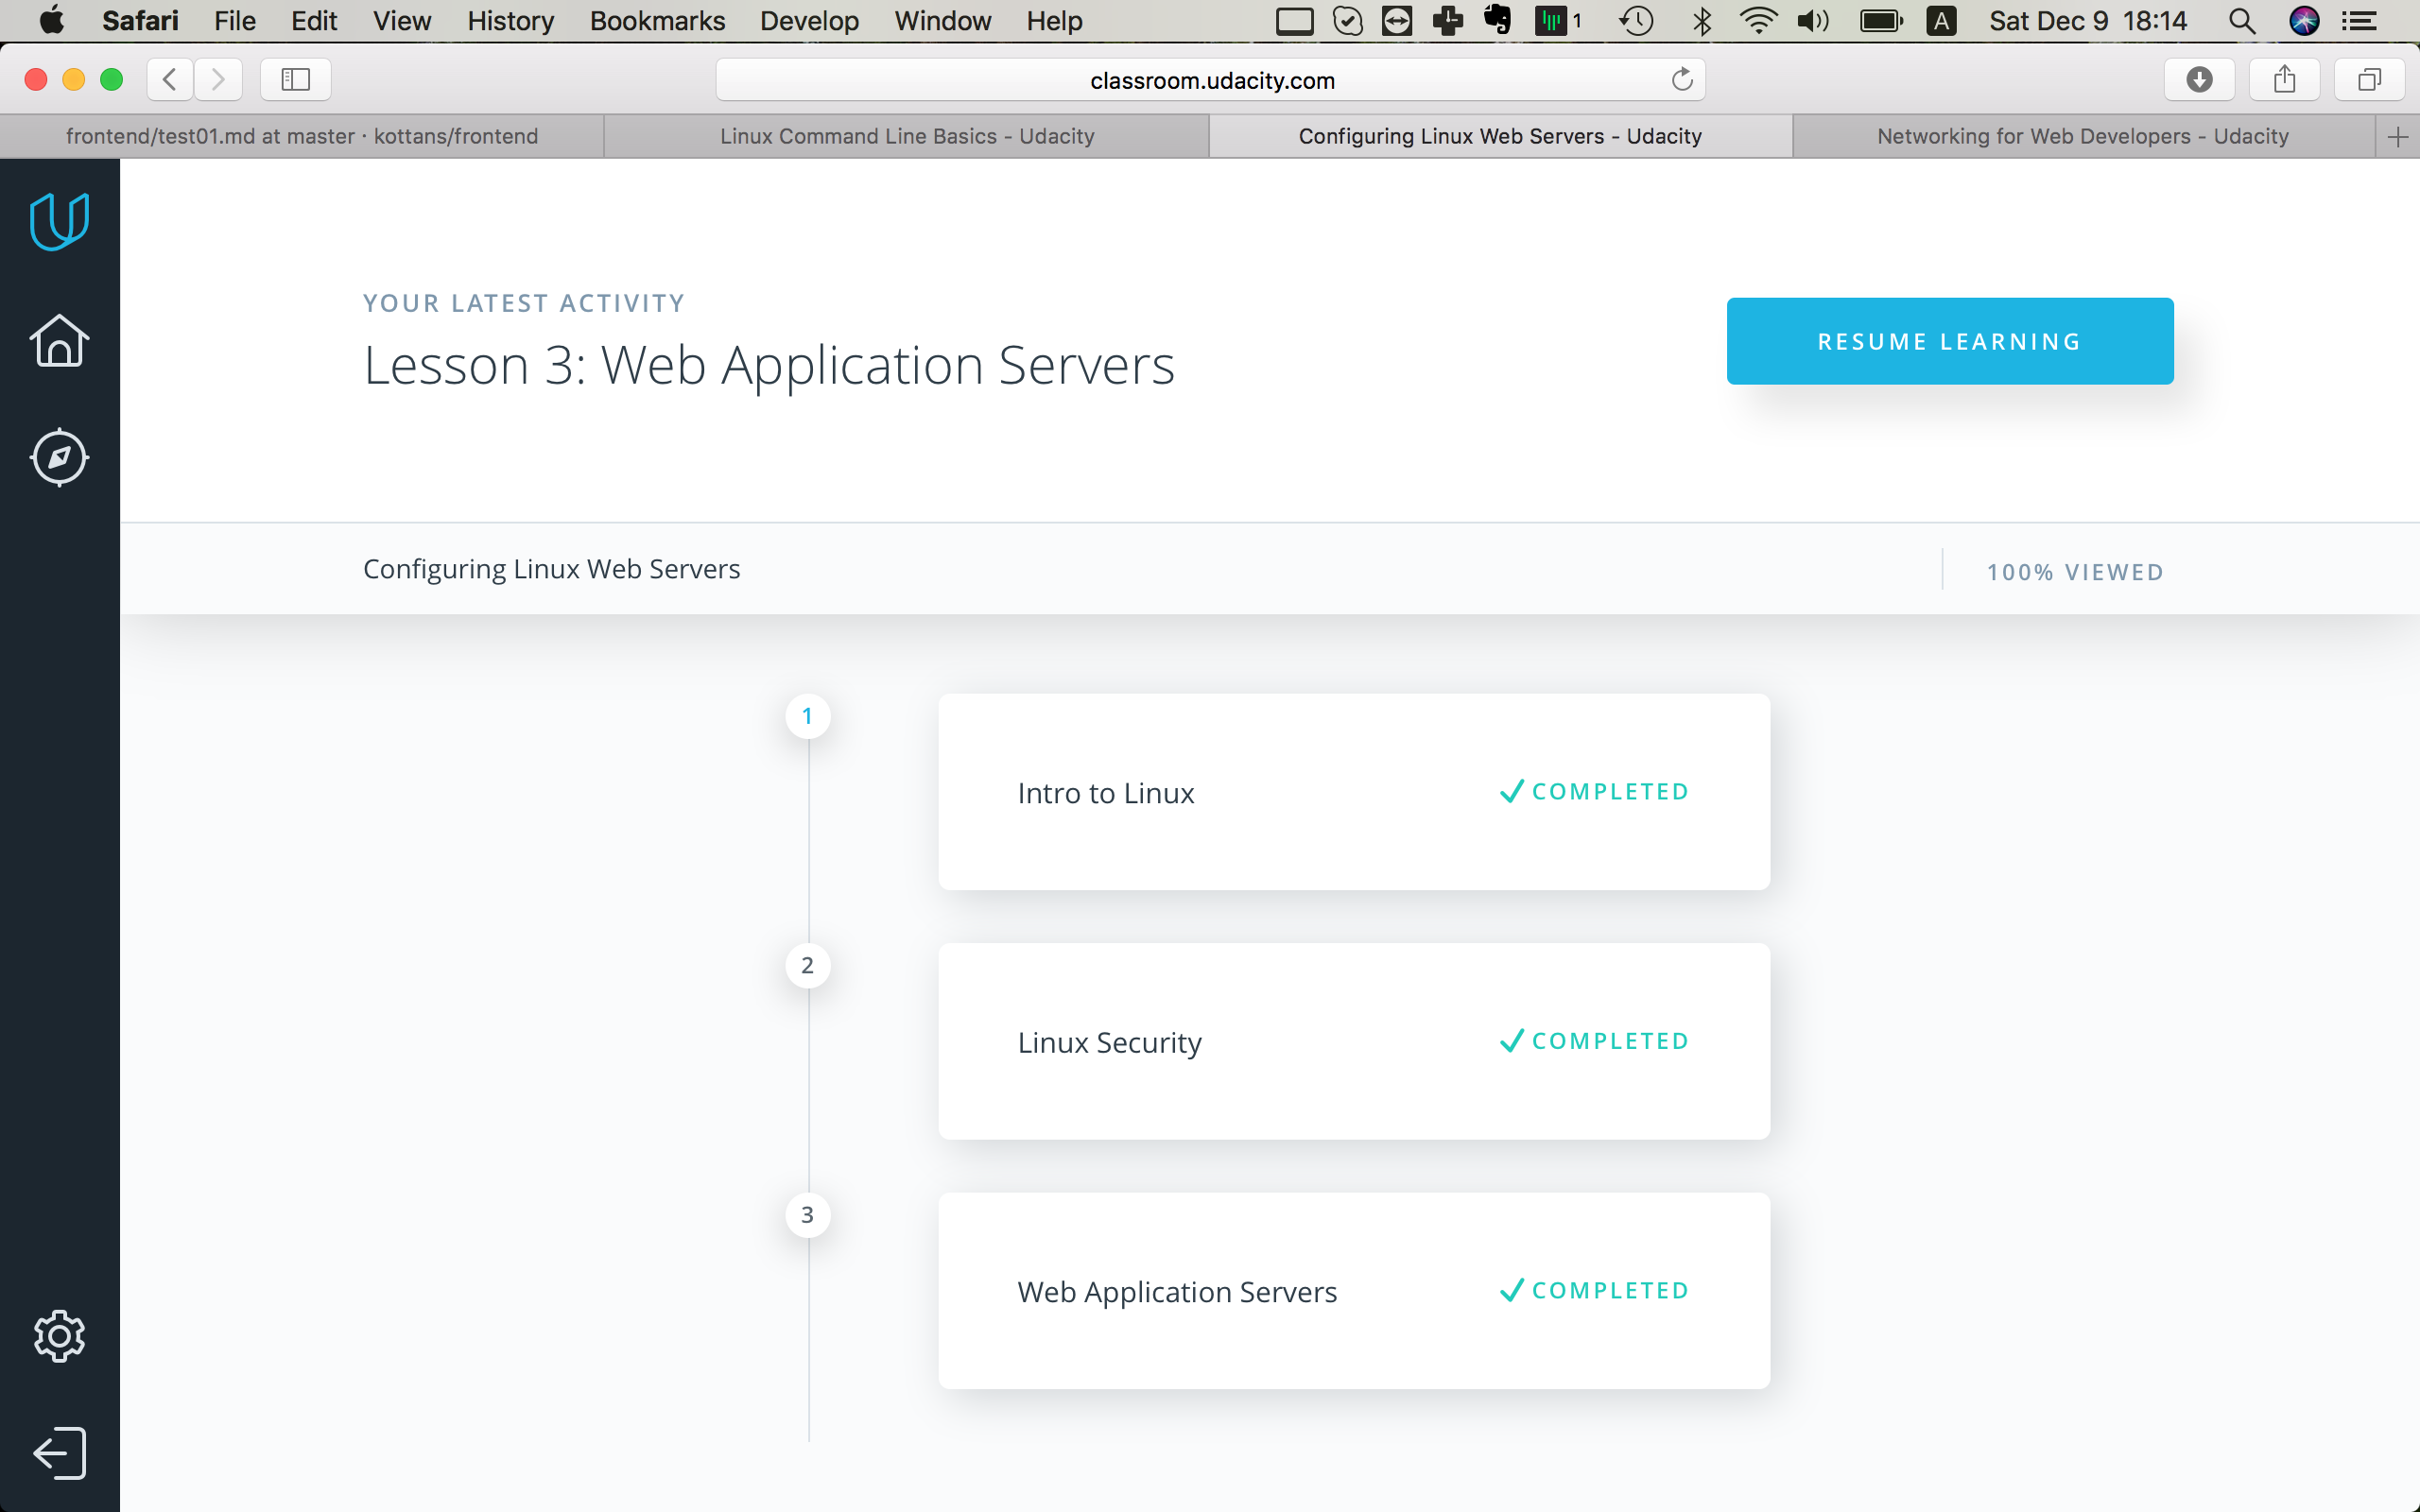 Safari File Edit View History Bookmarks Develop Window Help 1 A Sat Dec 9 18:14
classroom.udacity.com
frontend/test01.md at master · kottans/frontend
Linux Command Line Basics - Udacity
Configuring Linux Web Servers - Udacity
Networking for Web Developers - Udacity
YOUR LATEST ACTIVITY
Lesson 3: Web Application Servers
RESUME LEARNING
Configuring Linux Web Servers
100% VIEWED
1
Intro to Linux
COMPLETED
2
Linux Security
COMPLETED
3
Web Application Servers
COMPLETED